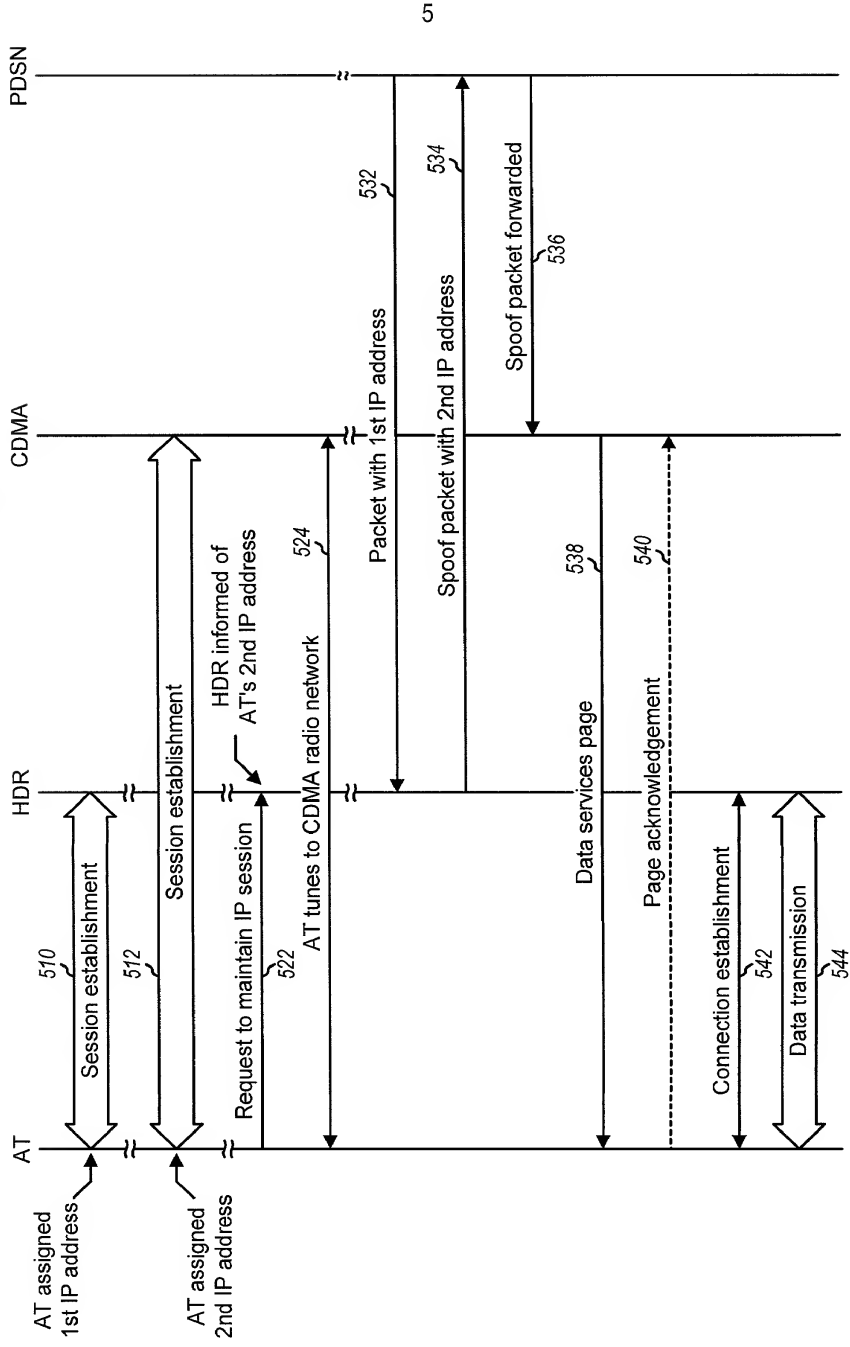 5
AT
HDR
CDMA
PDSN
AT assigned
1st IP address
510
Session establishment
AT assigned
2nd IP address
512
Session establishment
Request to maintain IP session
522
HDR informed of
AT's 2nd IP address
AT tunes to CDMA radio network
524
Packet with 1st IP address
532
Spoof packet with 2nd IP address
534
Spoof packet forwarded
536
Data services page
538
Page acknowledgement
540
Connection establishment
542
Data transmission
544